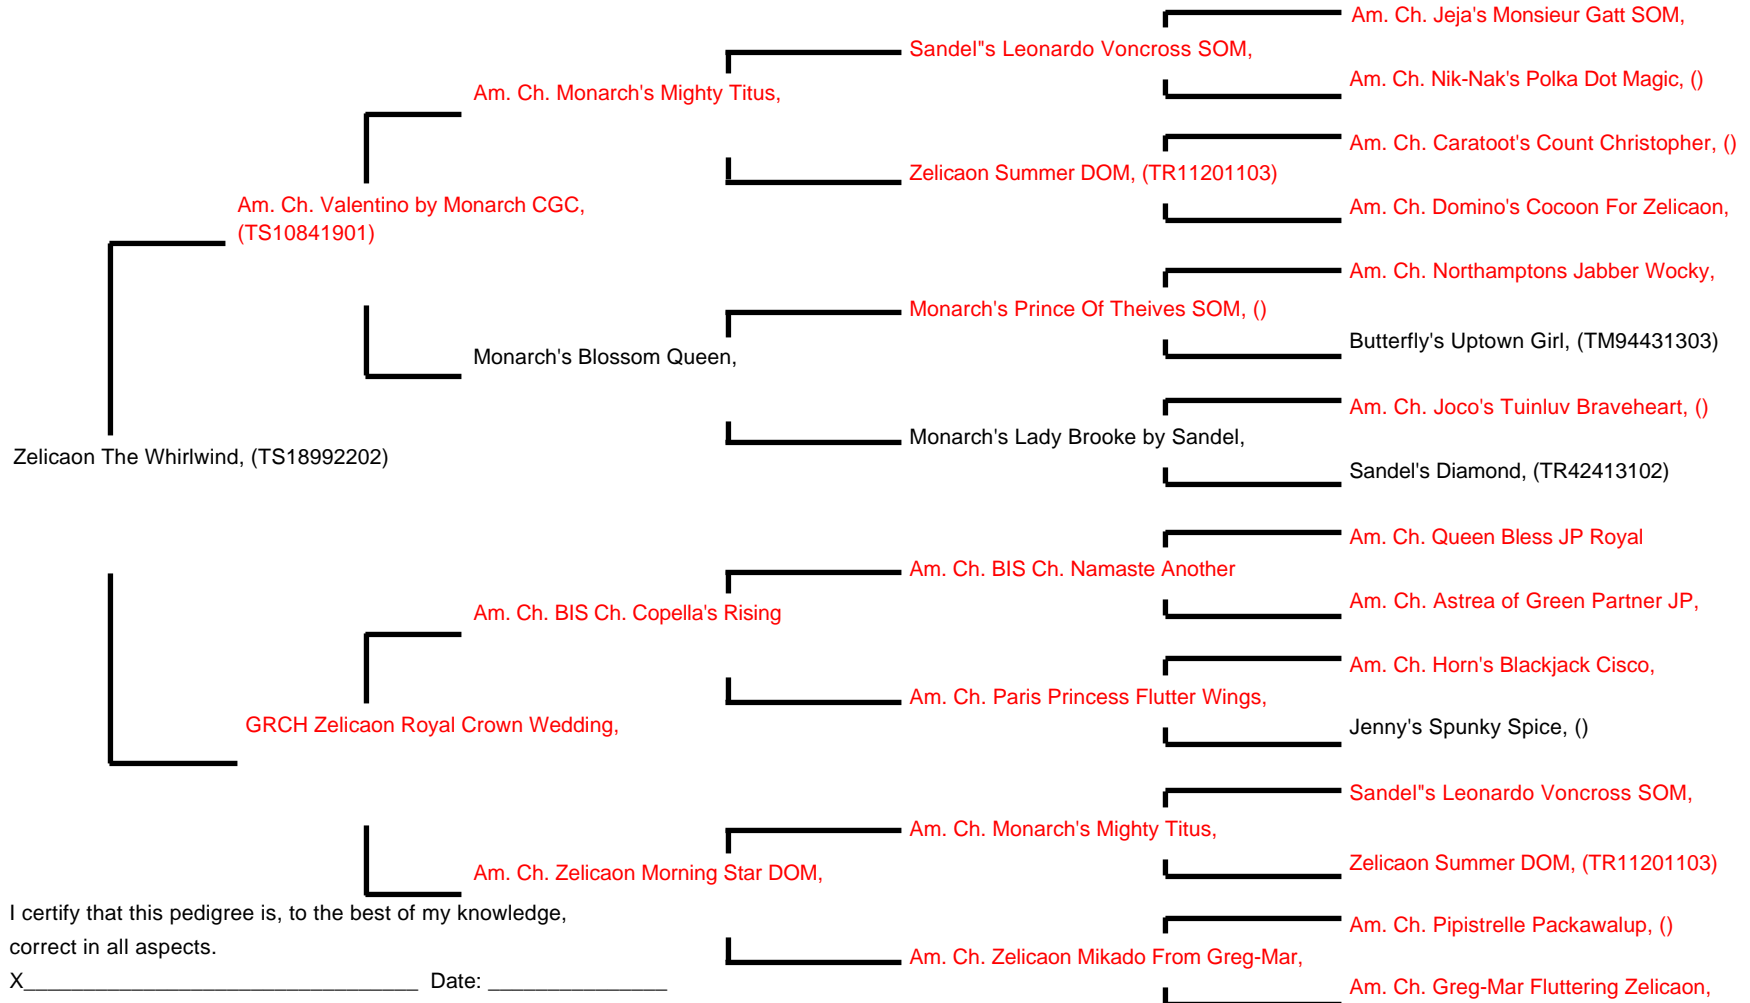 Am. Ch. Jeja's Monsieur Gatt SOM,
Sandel"s Leonardo Voncross SOM,
Am. Ch. Nik-Nak's Polka Dot Magic, ()
Am. Ch. Monarch's Mighty Titus,
Am. Ch. Caratoot's Count Christopher, ()
Zelicaon Summer DOM, (TR11201103)
Am. Ch. Domino's Cocoon For Zelicaon,
Am. Ch. Valentino by Monarch CGC,
(TS10841901)
Am. Ch. Northamptons Jabber Wocky,
Monarch's Prince Of Theives SOM, ()
Butterfly's Uptown Girl, (TM94431303)
Monarch's Blossom Queen,
Am. Ch. Joco's Tuinluv Braveheart, ()
Monarch's Lady Brooke by Sandel,
Sandel's Diamond, (TR42413102)
Zelicaon The Whirlwind, (TS18992202)
Am. Ch. Queen Bless JP Royal
Am. Ch. BIS Ch. Namaste Another
Am. Ch. Astrea of Green Partner JP,
Am. Ch. BIS Ch. Copella's Rising
Am. Ch. Horn's Blackjack Cisco,
Am. Ch. Paris Princess Flutter Wings,
Jenny's Spunky Spice, ()
GRCH Zelicaon Royal Crown Wedding,
Sandel"s Leonardo Voncross SOM,
Am. Ch. Monarch's Mighty Titus,
Zelicaon Summer DOM, (TR11201103)
Am. Ch. Zelicaon Morning Star DOM,
Am. Ch. Pipistrelle Packawalup, ()
Am. Ch. Zelicaon Mikado From Greg-Mar,
Am. Ch. Greg-Mar Fluttering Zelicaon,
I certify that this pedigree is, to the best of my knowledge,
correct in all aspects.
X_________________________________ Date: _______________